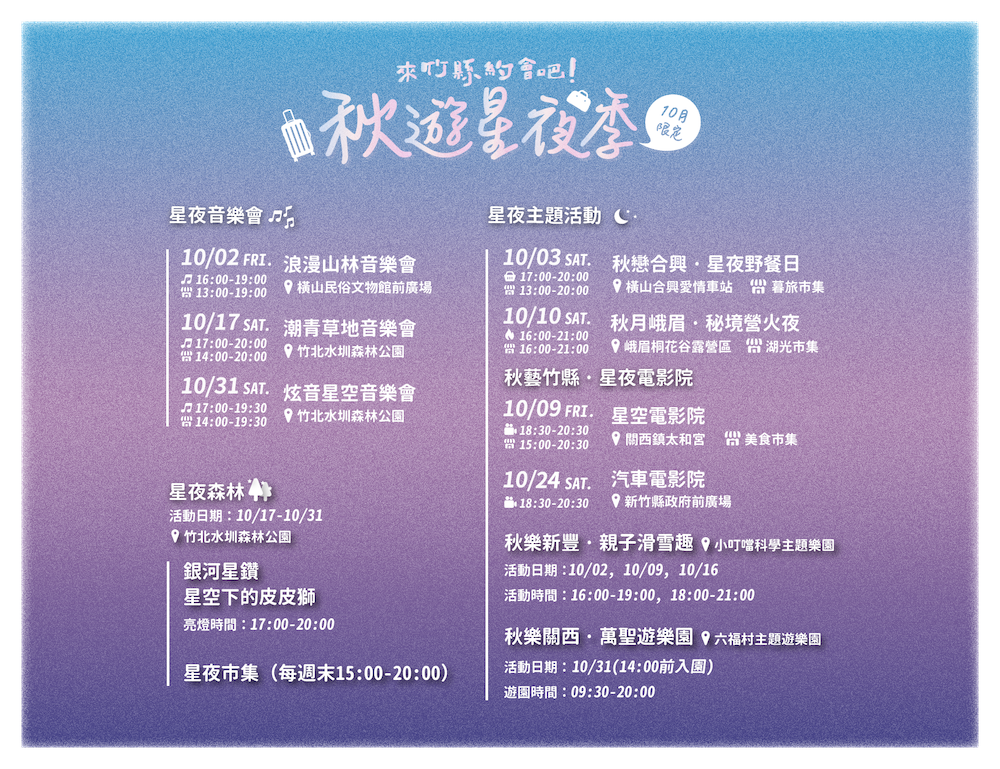 來竹縣約會吧！
秋遊星夜季
10月
限定
星夜音樂會
10/02 FRI. 浪漫山林音樂會
16:00-19:00 橫山民俗文物館前廣場
13:00-19:00
10/17 SAT. 潮青草地音樂會
17:00-20:00 竹北水圳森林公園
14:00-20:00
10/31 SAT. 炫音星空音樂會
17:00-19:30 竹北水圳森林公園
14:00-19:30
星夜森林
活動日期：10/17-10/31
竹北水圳森林公園
銀河星鑽
星空下的皮皮獅
亮燈時間：17:00-20:00
星夜市集（每週末15:00-20:00）
星夜主題活動
10/03 SAT. 秋戀合興．星夜野餐日
17:00-20:00 橫山合興愛情車站 暮旅市集
13:00-20:00
10/10 SAT. 秋月峨眉．秘境營火夜
16:00-21:00 峨眉桐花谷露營區 湖光市集
16:00-21:00
秋藝竹縣．星夜電影院
10/09 FRI. 星空電影院
18:30-20:30 關西鎮太和宮 美食市集
15:00-20:30
10/24 SAT. 汽車電影院
18:30-20:30 新竹縣政府前廣場
秋樂新豐．親子滑雪趣 小叮噹科學主題樂園
活動日期：10/02, 10/09, 10/16
活動時間：16:00-19:00, 18:00-21:00
秋樂關西．萬聖遊樂園 六福村主題遊樂園
活動日期：10/31(14:00前入園)
遊園時間：09:30-20:00